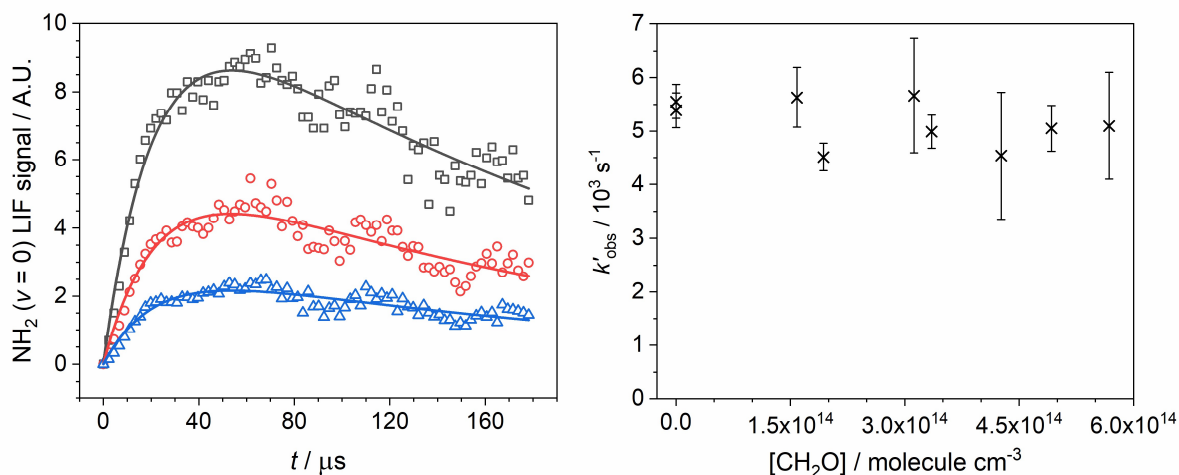 NH₂ (v = 0) LIF signal / A.U.
10
8
6
4
2
0
0 40 80 120 160
t / μs
k′obs / 10³ s⁻¹
7
6
5
4
3
2
1
0
0.0 1.5x10¹⁴ 3.0x10¹⁴ 4.5x10¹⁴ 6.0x10¹⁴
[CH₂O] / molecule cm⁻³